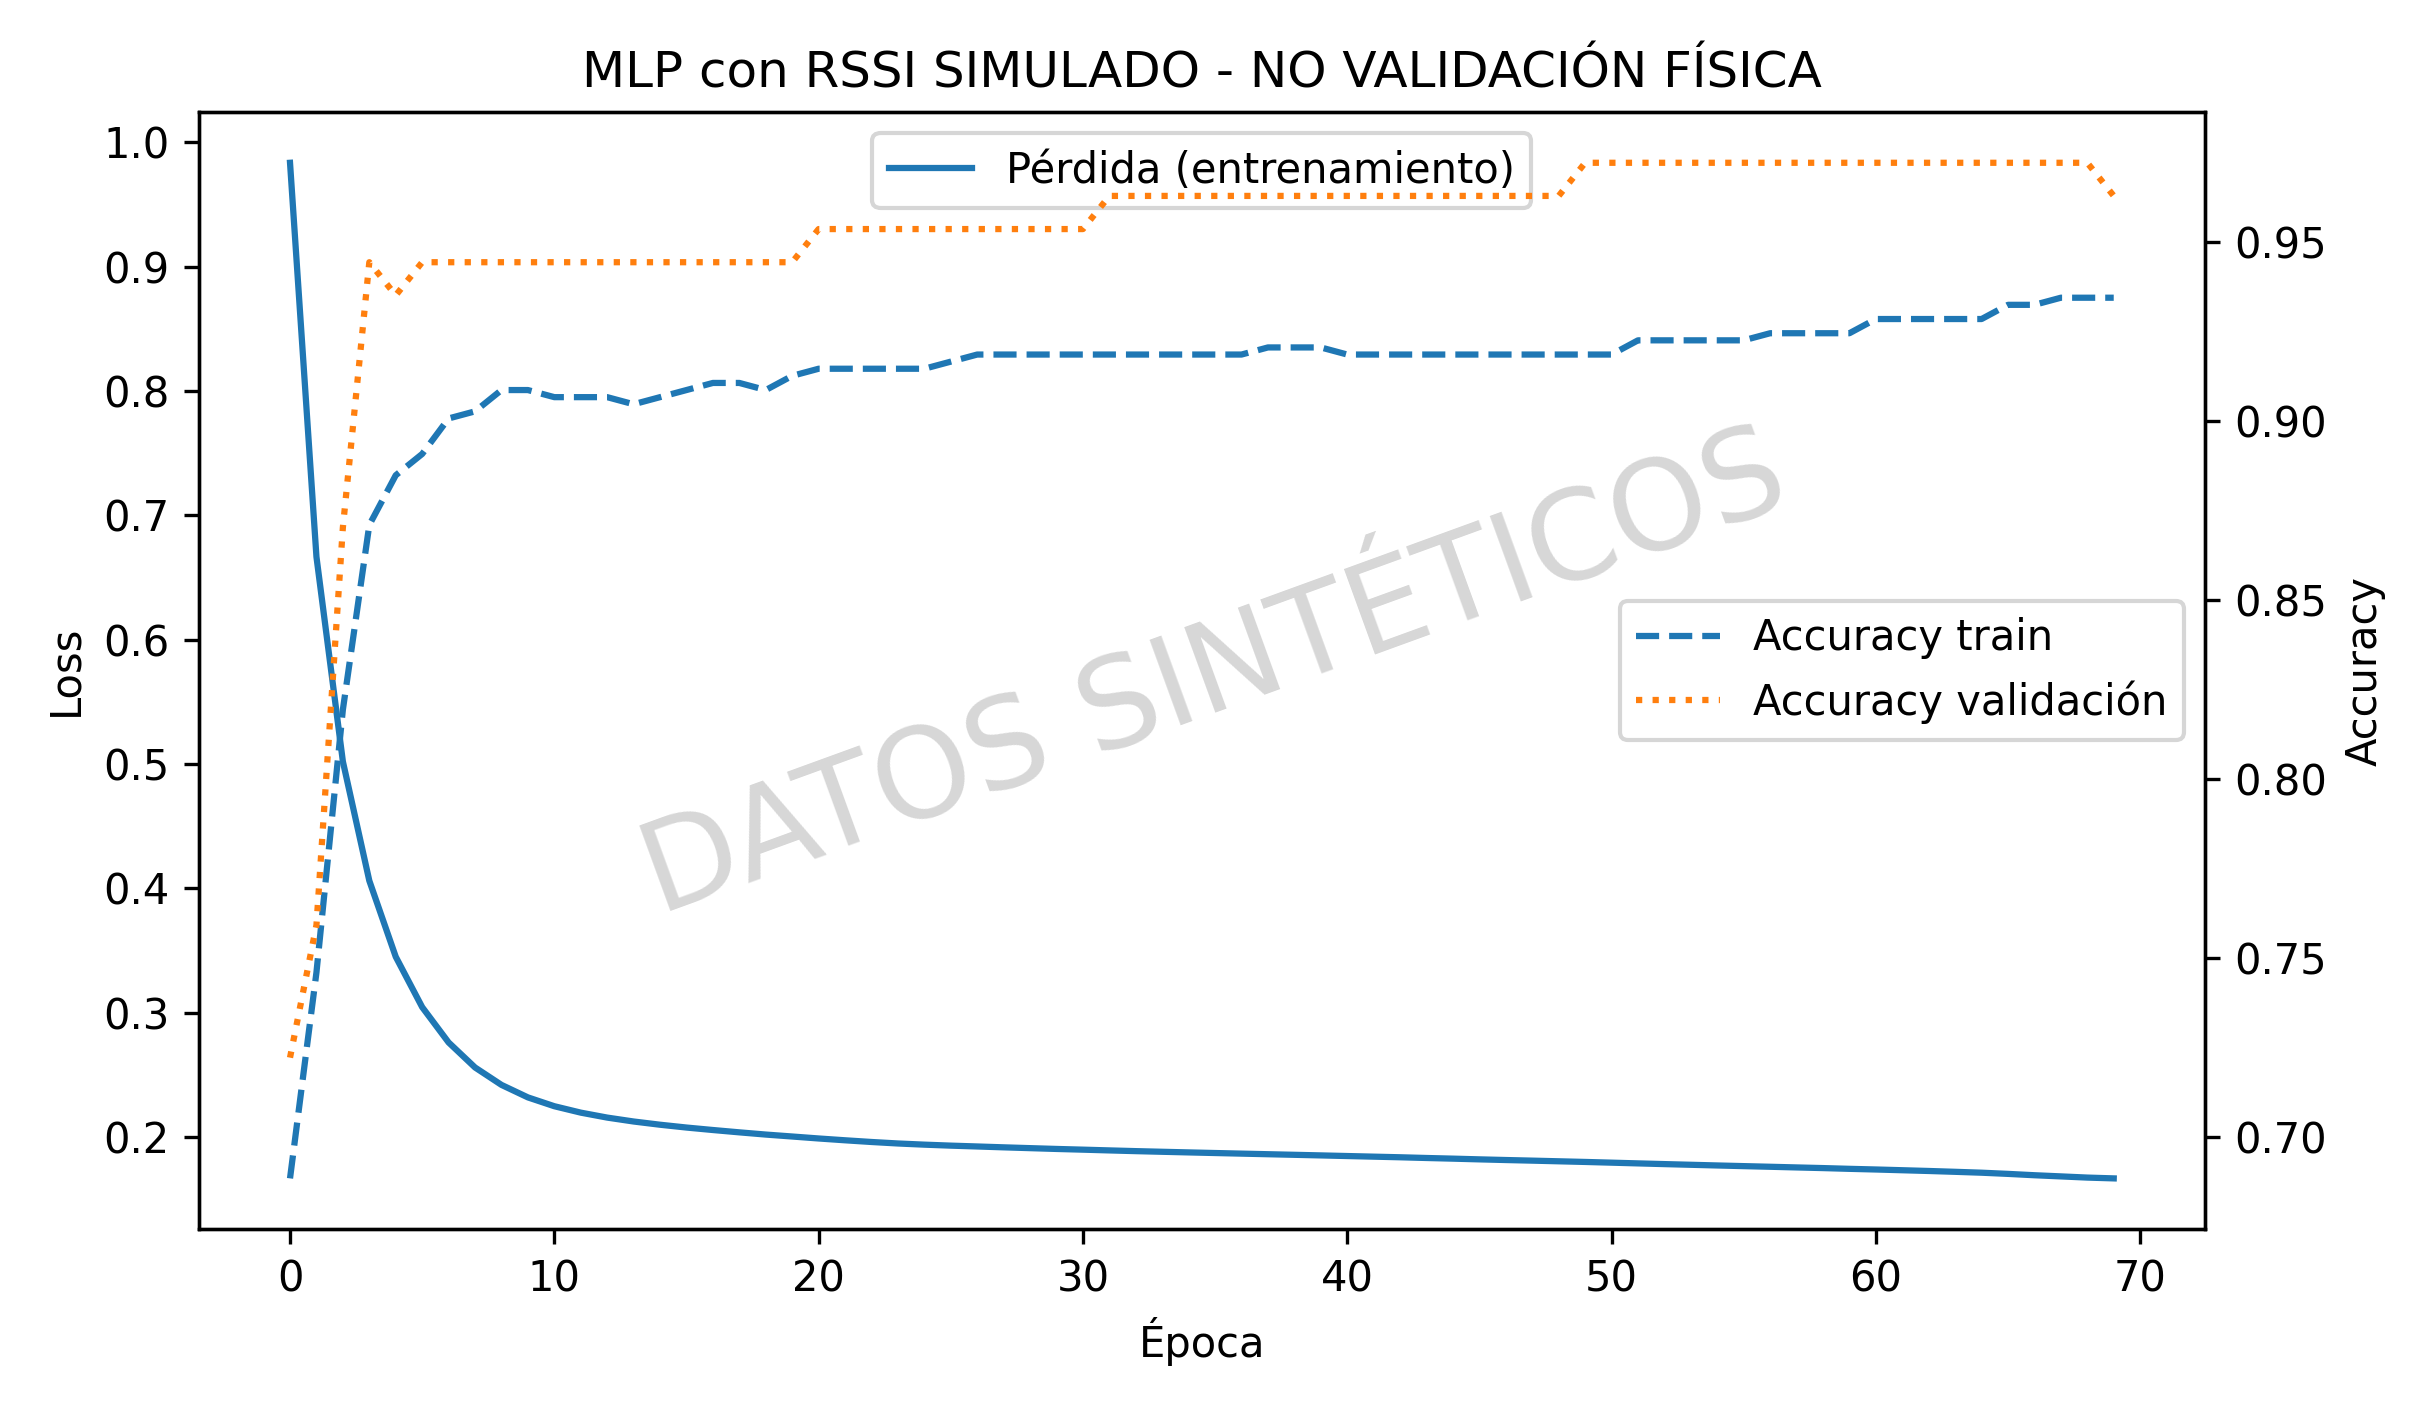 MLP con RSSI SIMULADO - NO VALIDACIÓN FÍSICA
Pérdida (entrenamiento)
1.0
0.9
0.8
0.7
0.6
0.5
0.4
0.3
0.2
Loss
DATOS SINTÉTICOS
Accuracy train
Accuracy validación
0.95
0.90
0.85
0.80
0.75
0.70
Accuracy
0 10 20 30 40 50 60 70
Época